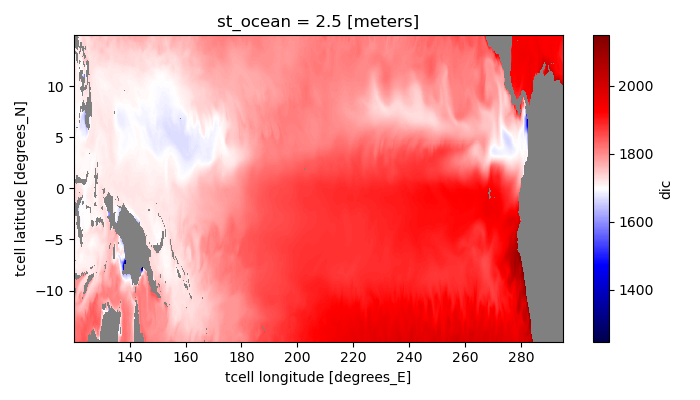 st_ocean = 2.5 [meters]
10
5
0
−5
−10
tcell latitude [degrees_N]
140 160 180 200 220 240 260 280
tcell longitude [degrees_E]
2000
1800
1600
1400
dic